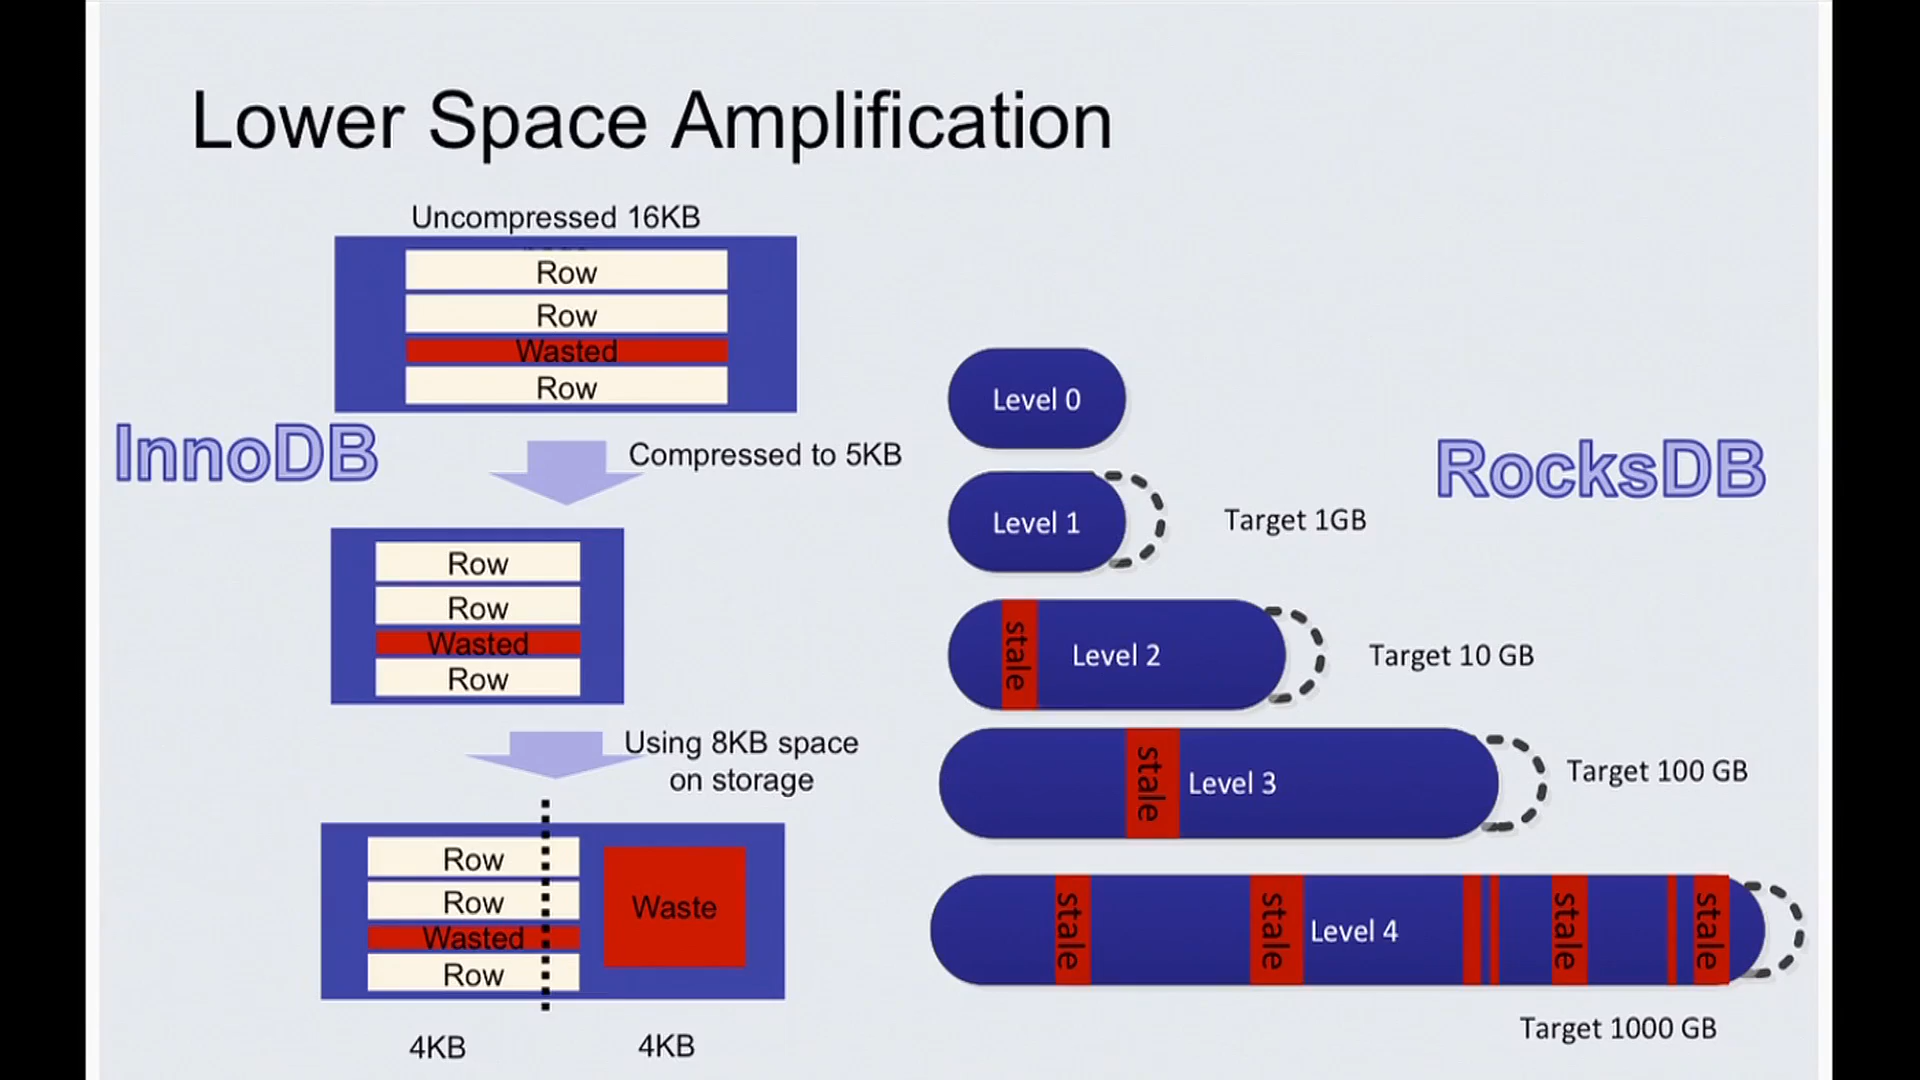 Lower Space Amplification
Uncompressed 16KB
Row
Row
Wasted
Row
InnoDB
Compressed to 5KB
Row
Row
Wasted
Row
Using 8KB space
on storage
Row
Row
Wasted
Row
Waste
4KB
4KB
RocksDB
Level 0
Level 1
Target 1GB
stale
Level 2
Target 10 GB
stale
Level 3
Target 100 GB
stale
stale
Level 4
stale
stale
Target 1000 GB